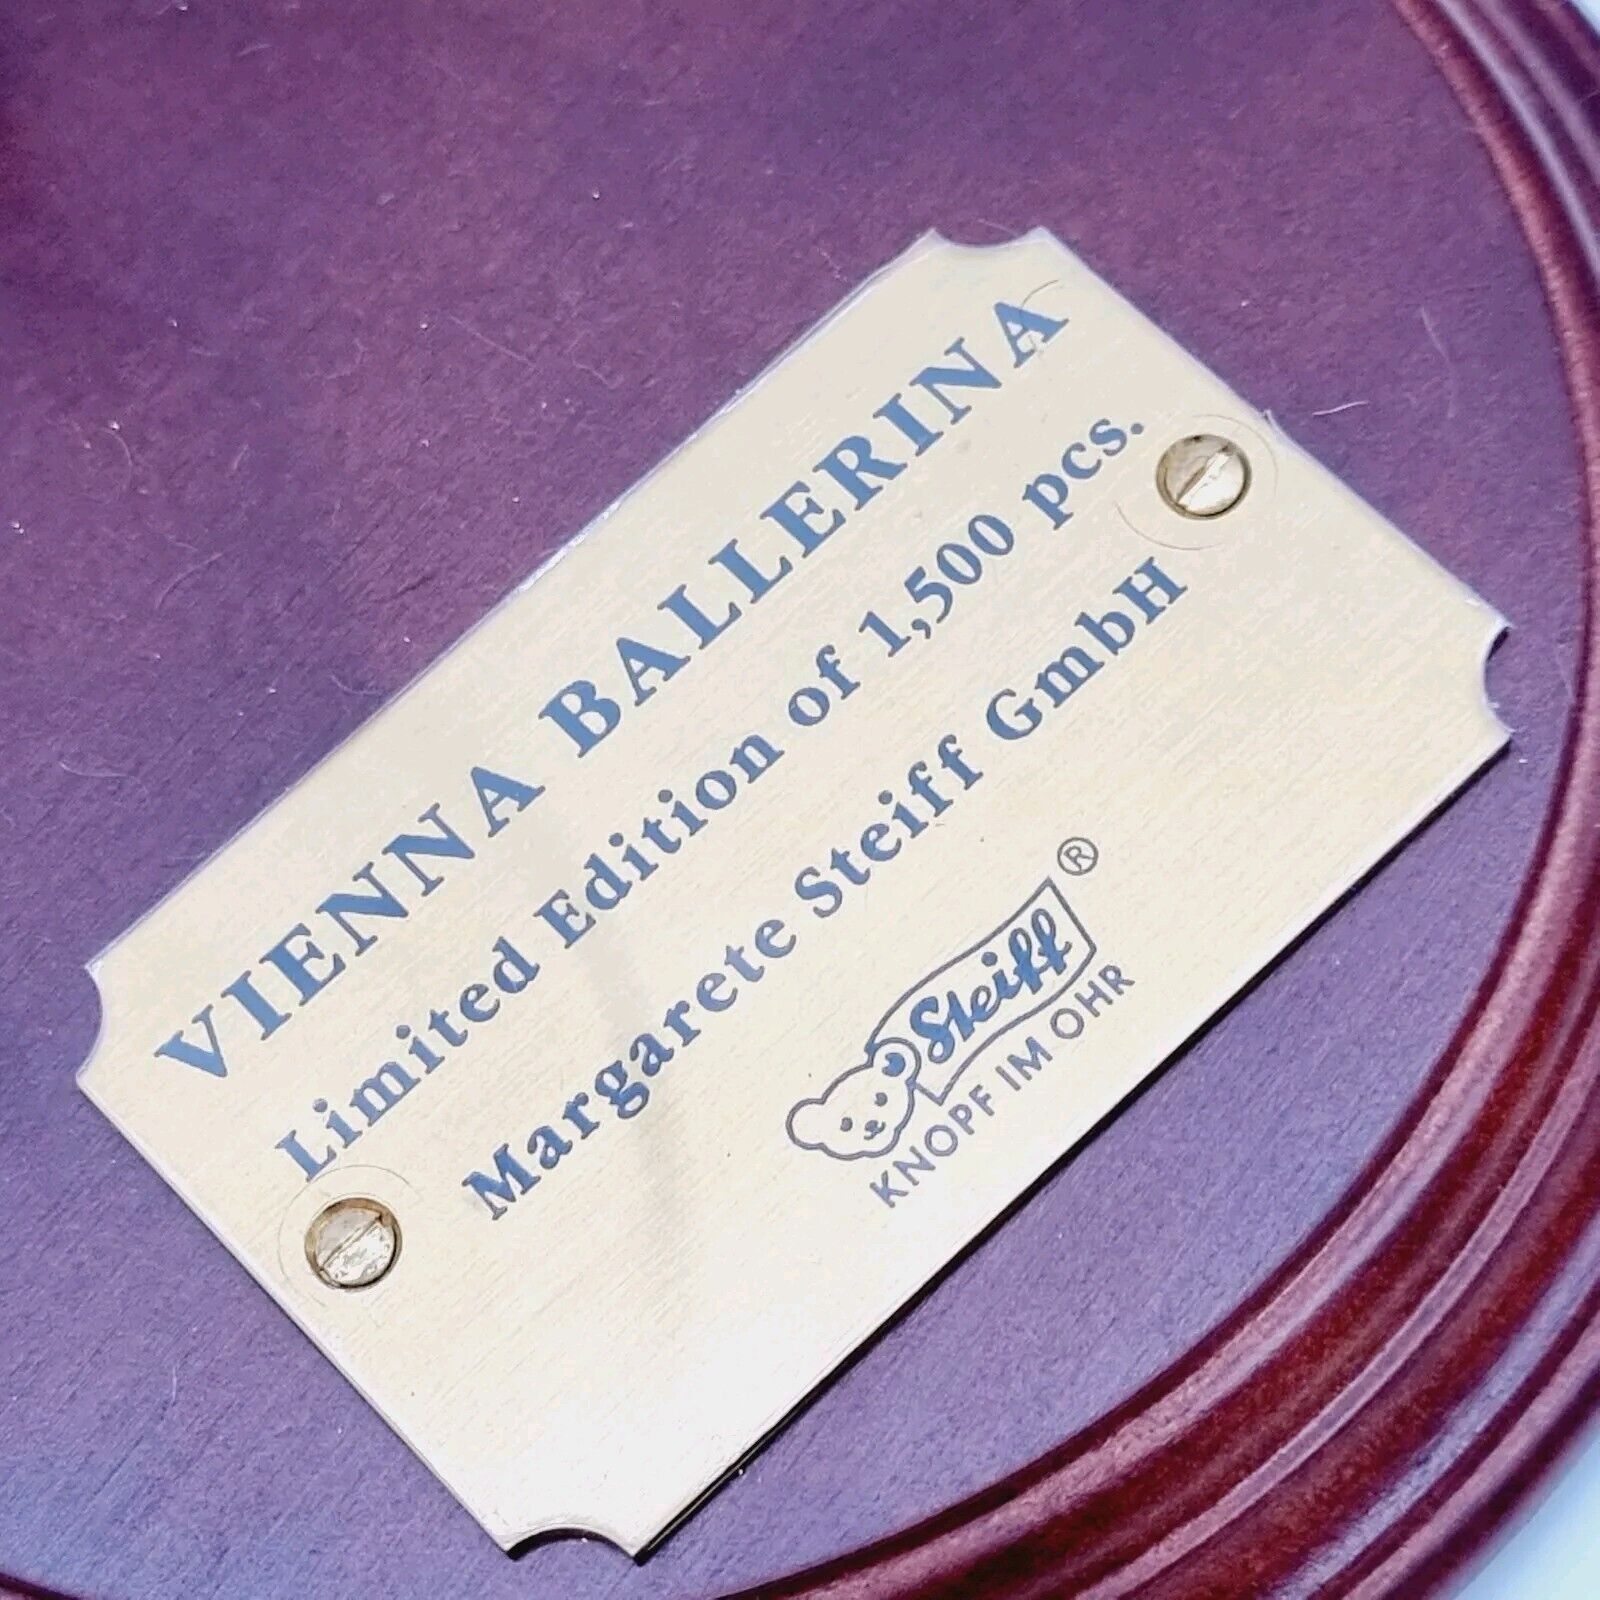 VIENNA BALLERINA
Limited Edition of 1,500 pcs.
Margarete Steiff GmbH
Steiff ®
KNOPF IM OHR